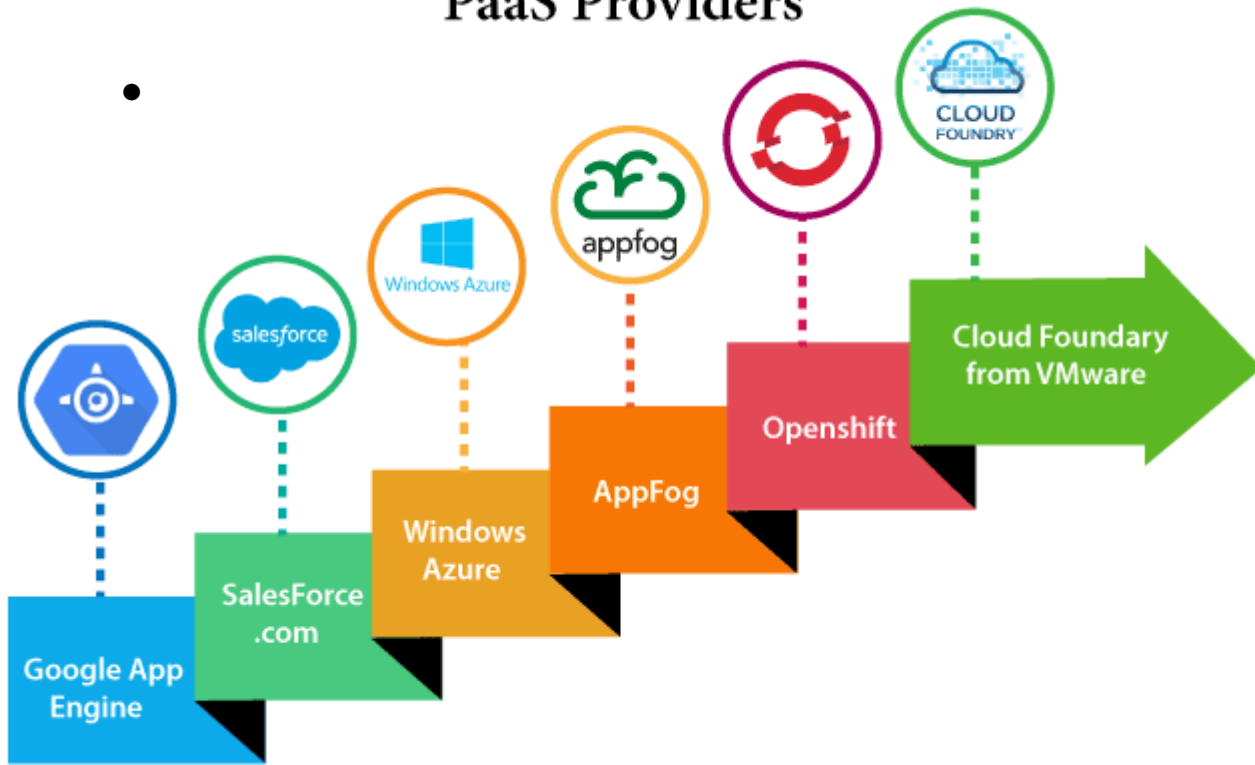 PaaS Providers
•
CLOUD
FOUNDRY
appfog
Windows Azure
salesforce
Cloud Foundary
from VMware
Openshift
AppFog
Windows
Azure
SalesForce
.com
Google App
Engine